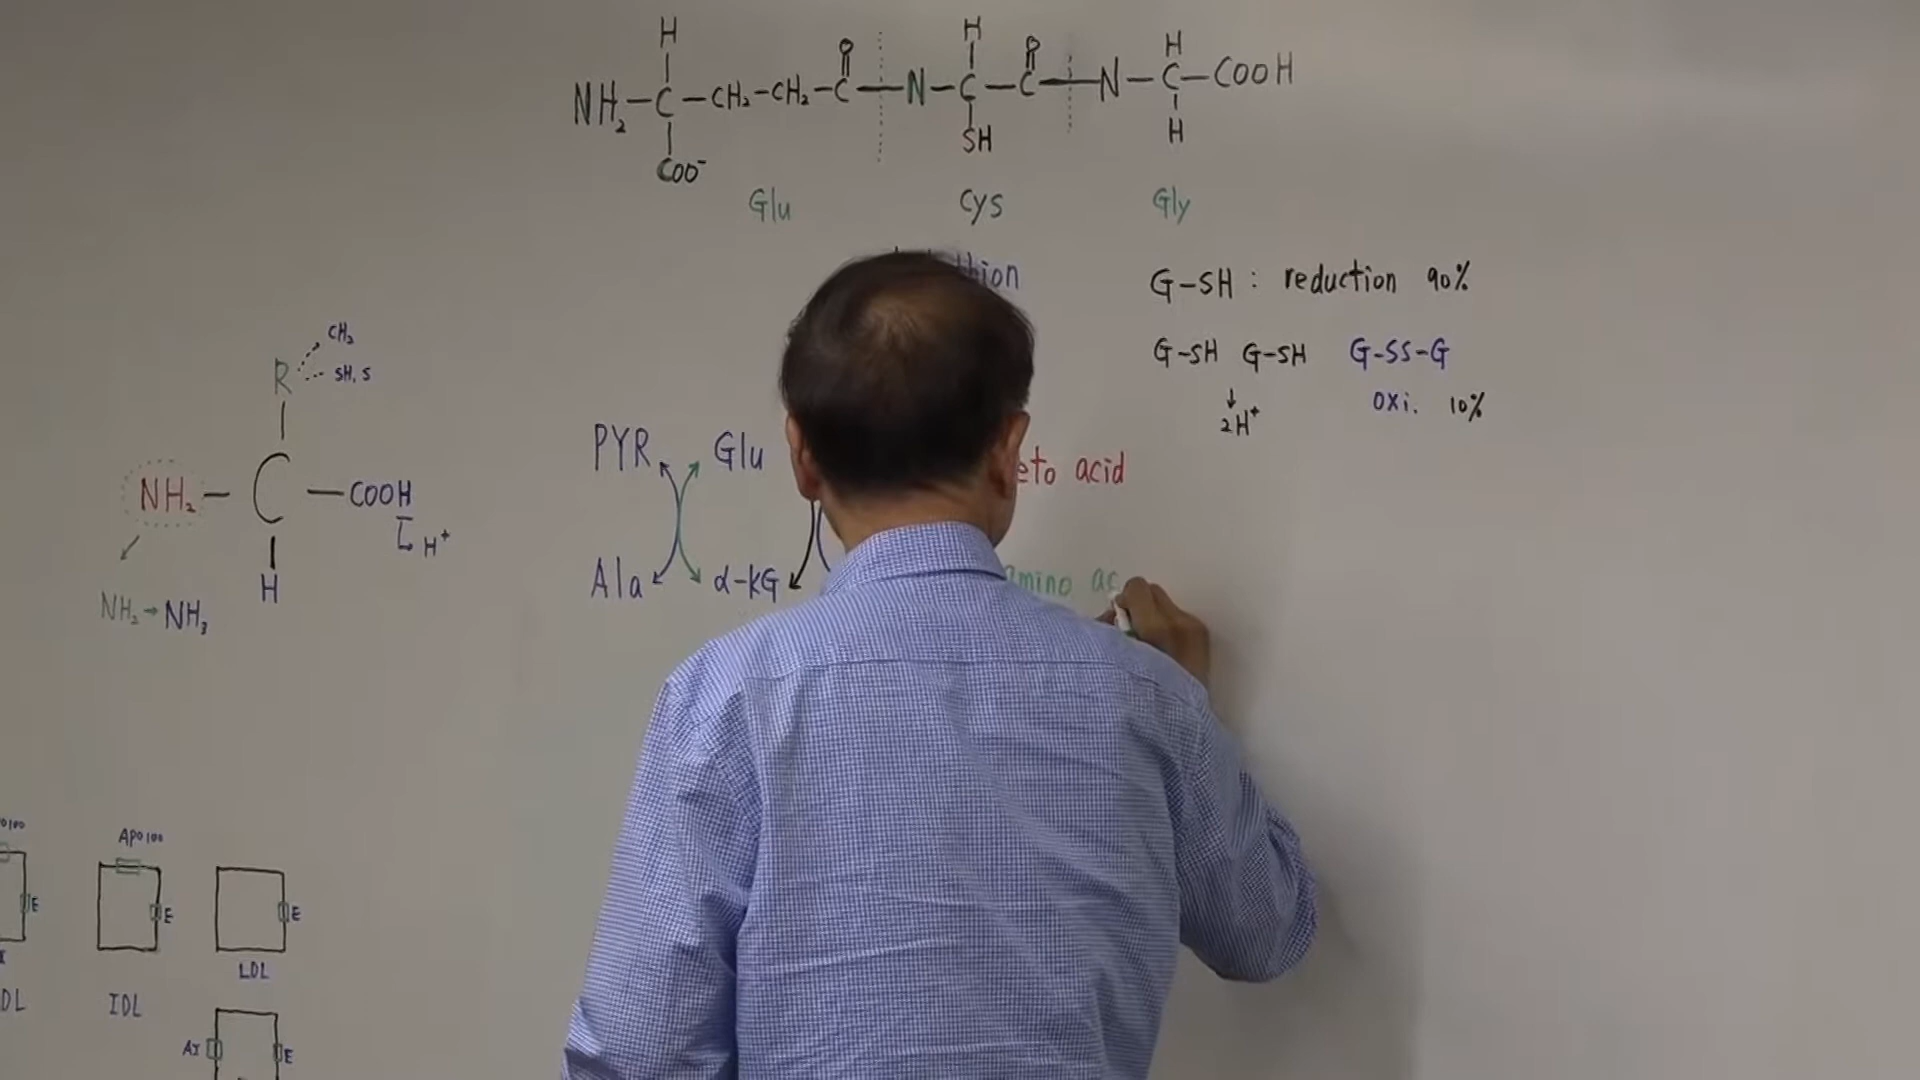 H H O H O
NH₂-C-CH₂-CH₂-C-N-C-C-N-C-COOH
COO⁻ SH H
Glu Cys Gly
G-SH : reduction 90%
G-SH G-SH G-SS-G
↓ oxi. 10%
2H⁺
R CH₃
SH, S
NH₂-C-COOH
H⁺
H
NH₂→NH₃
PYR Glu
acid
Ala α-kG
amino ac
Apo100
E E E
LDL
IDL
DL
AI E